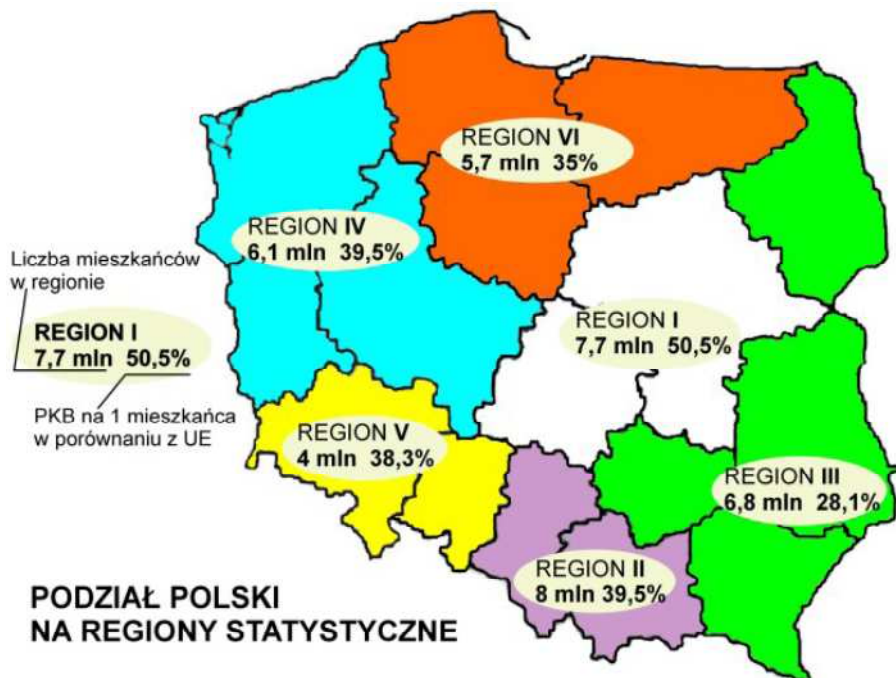 REGION VI
5,7 mln 35%
REGION IV
6,1 mln 39,5%
Liczba mieszkańców
w regionie
REGION I
7,7 mln 50,5%
PKB na 1 mieszkańca
w porównaniu z UE
REGION I
7,7 mln 50,5%
REGION V
4 mln 38,3%
REGION III
6,8 mln 28,1%
REGION II
8 mln 39,5%
PODZIAŁ POLSKI
NA REGIONY STATYSTYCZNE